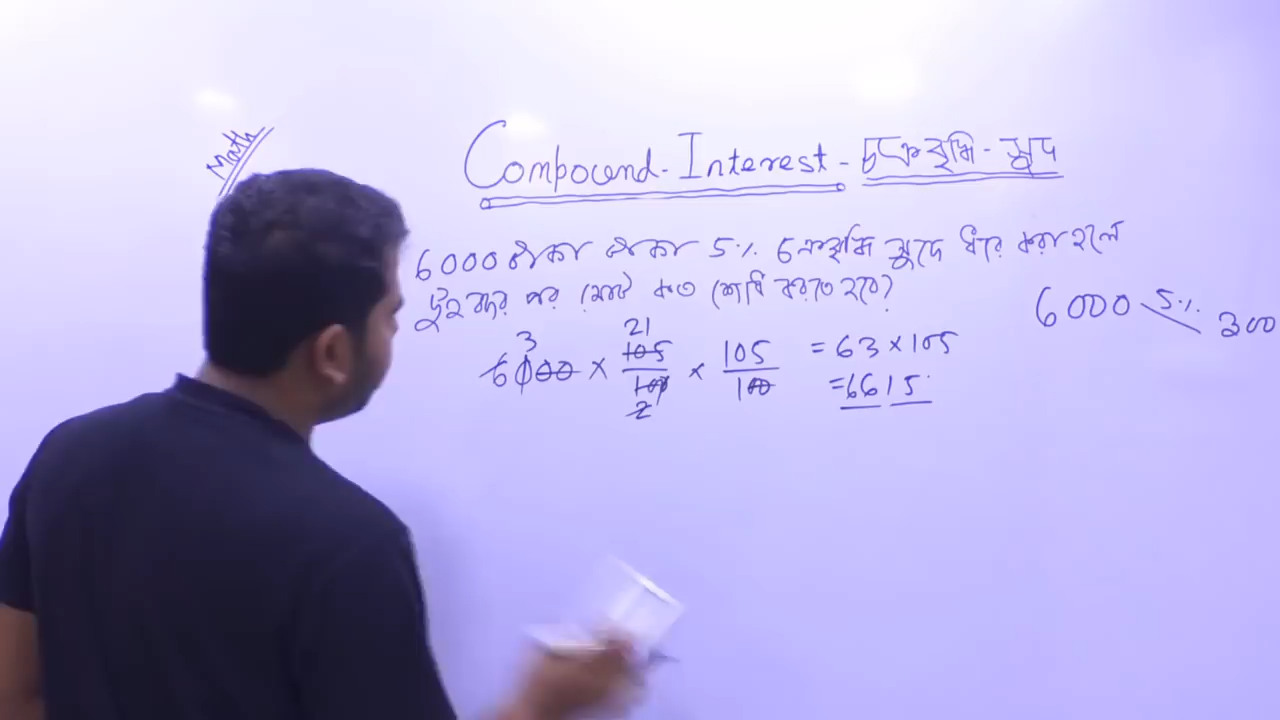 Math
Compound-Interest-চক্রবৃদ্ধি-সুদ
6000 টাকা টাকা 5% চক্রবৃদ্ধি সুদে ধার করা হলে
দুই বছর পর মোট কত শোধ করতে হবে?
6000 5% 300
3 21
6000 × 105/100 × 105/100 = 63×105
2
=6615